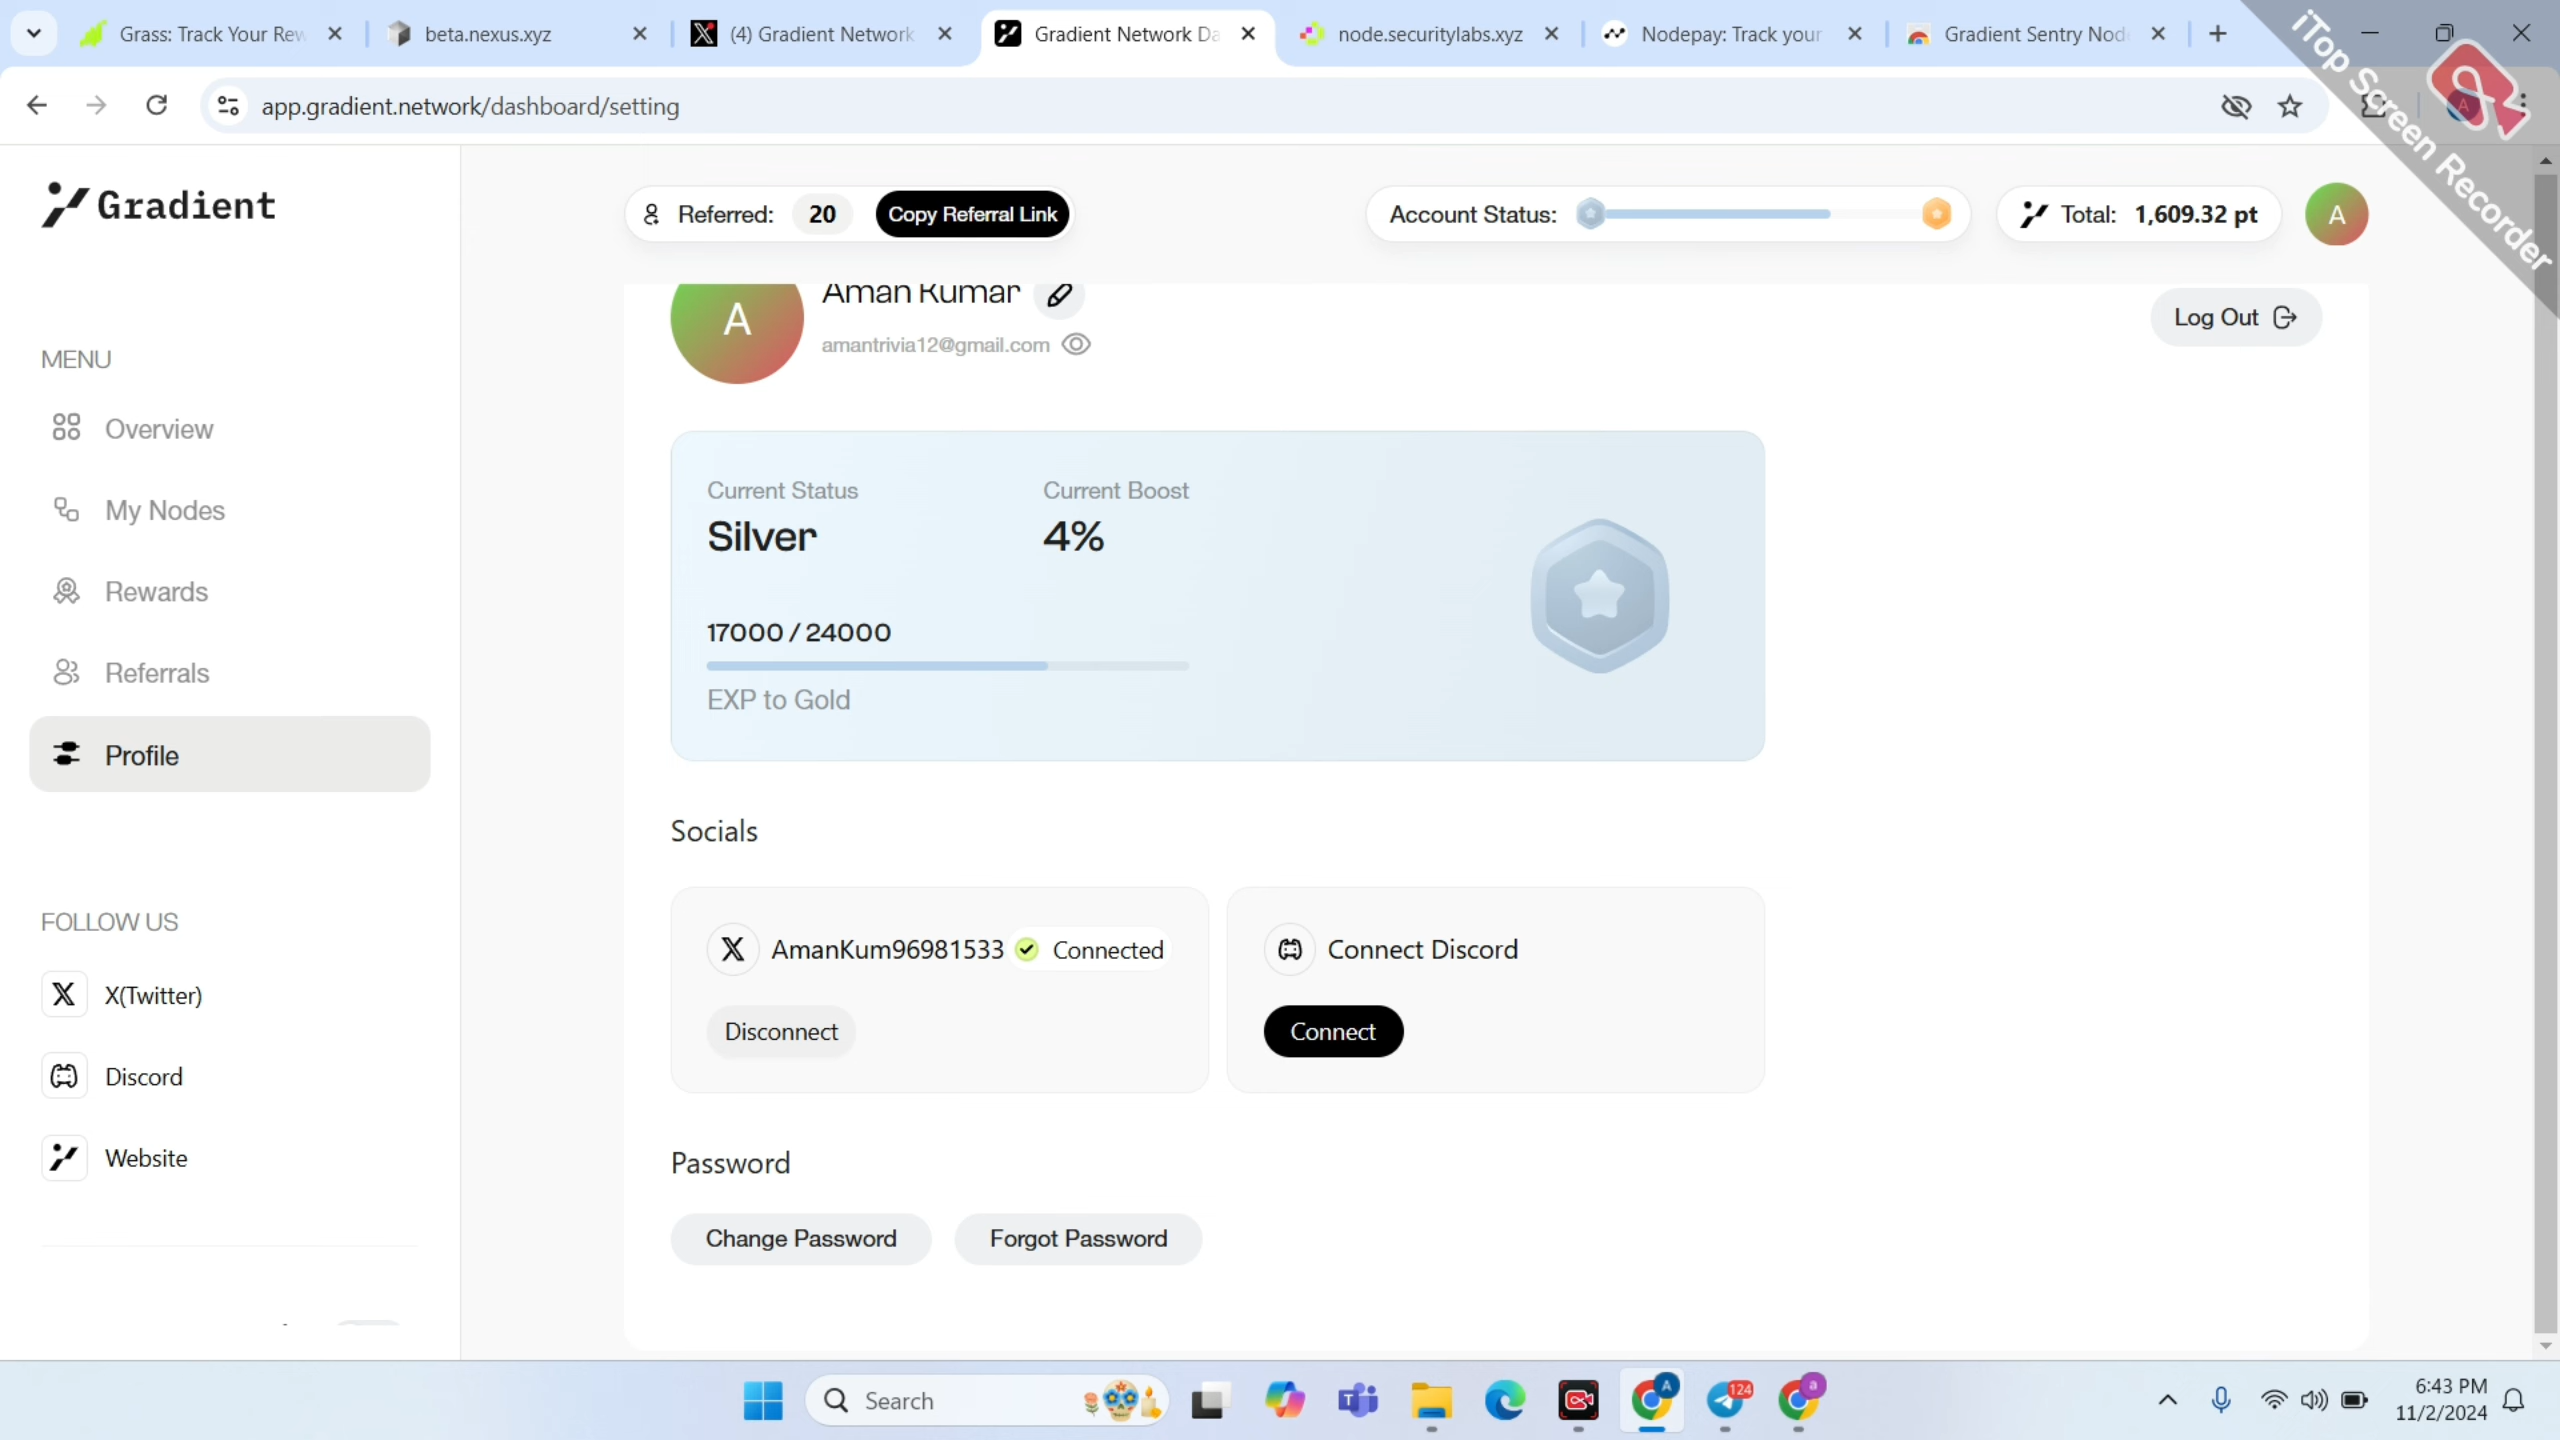 Grass: Track Your Rew
beta.nexus.xyz
(4) Gradient Network
Gradient Network Da
node.securitylabs.xyz
Nodepay: Track your
Gradient Sentry Nod
app.gradient.network/dashboard/setting
iTop Screen Recorder
Gradient
Referred: 20 Copy Referral Link
Account Status:
Total: 1,609.32 pt
A
A
Aman Kumar
amantrivia12@gmail.com
Log Out
MENU
Overview
My Nodes
Rewards
Referrals
Profile
Current Status
Silver
Current Boost
4%
17000 / 24000
EXP to Gold
Socials
AmanKum96981533 Connected
Disconnect
Connect Discord
Connect
Password
Change Password
Forgot Password
FOLLOW US
X(Twitter)
Discord
Website
Search
124
6:43 PM
11/2/2024